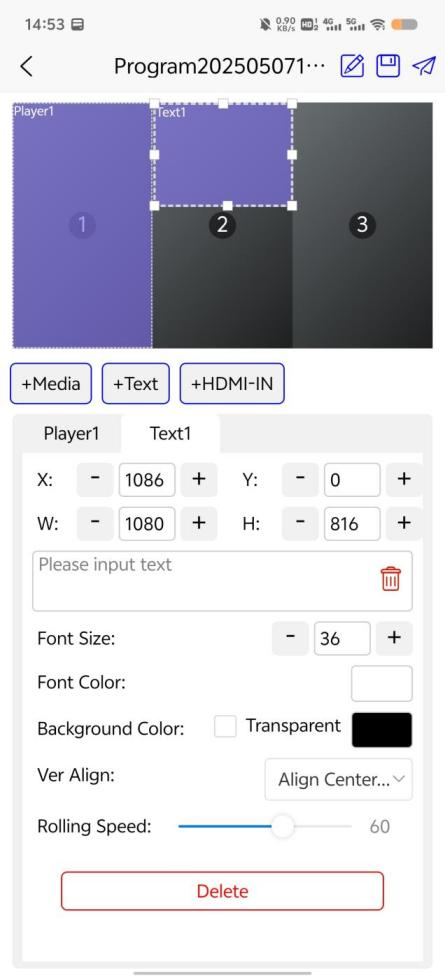 14:53
0.90 KB/s HD 2 4G 5G
Program202505071···
Player1
Text1
1
2
3
+Media
+Text
+HDMI-IN
Player1
Text1
X: - 1086 + Y: - 0 +
W: - 1080 + H: - 816 +
Please input text
Font Size: - 36 +
Font Color:
Background Color: Transparent
Ver Align: Align Center...
Rolling Speed: 60
Delete